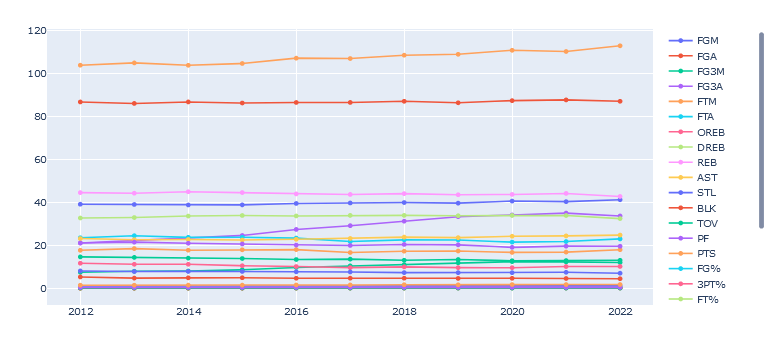 120
100
80
60
40
20
0
2012 2014 2016 2018 2020 2022
FGM
FGA
FG3M
FG3A
FTM
FTA
OREB
DREB
REB
AST
STL
BLK
TOV
PF
PTS
FG%
3PT%
FT%